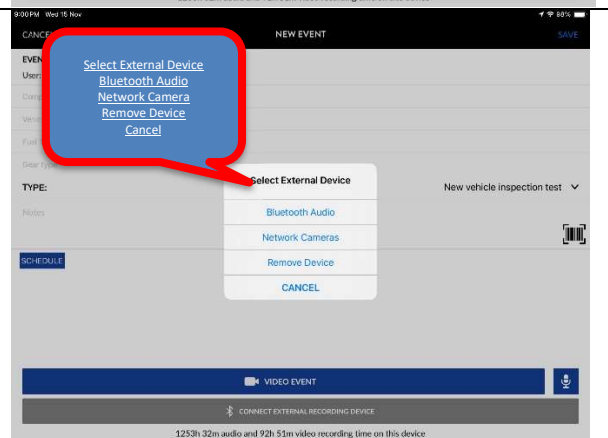 9:00 PM Wed 15 Nov
88%
NEW EVENT
SAVE
User:
TYPE:
New vehicle inspection test
Notes
SCHEDULE
Select External Device
Bluetooth Audio
Network Camera
Remove Device
Cancel
Select External Device
Bluetooth Audio
Network Cameras
Remove Device
CANCEL
VIDEO EVENT
CONNECT EXTERNAL RECORDING DEVICE
1253h 32m audio and 92h 51m video recording time on this device